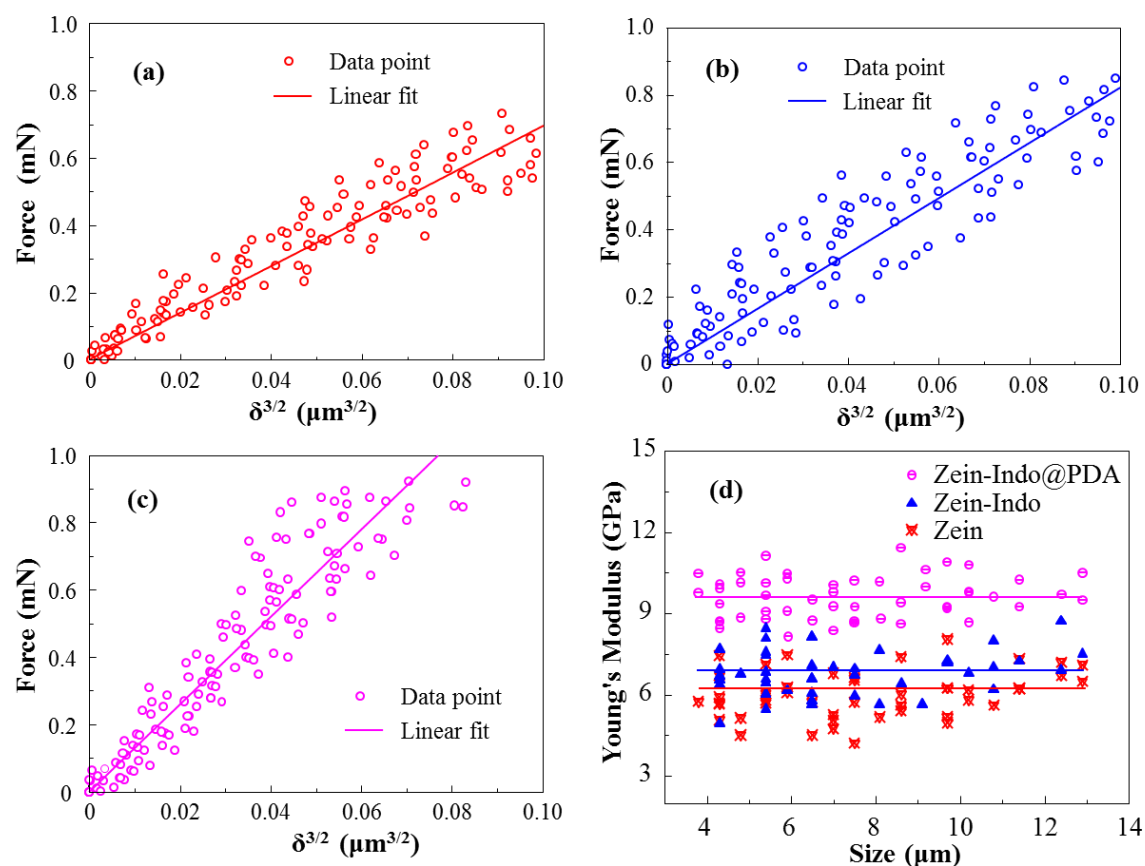 1.0
0.8
0.6
0.4
0.2
0
Force (mN)
(a)
Data point
Linear fit
0
0.02
0.04
0.06
0.08
0.10
δ3/2 (μm3/2)
1.0
0.8
0.6
0.4
0.2
0
Force (mN)
(b)
Data point
Linear fit
0
0.02
0.04
0.06
0.08
0.10
δ3/2 (μm3/2)
1.0
0.8
0.6
0.4
0.2
0
Force (mN)
(c)
Data point
Linear fit
0
0.02
0.04
0.06
0.08
0.10
δ3/2 (μm3/2)
15
12
9
6
3
Young's Modulus (GPa)
(d)
Zein-Indo@PDA
Zein-Indo
Zein
4
6
8
10
12
14
Size (μm)